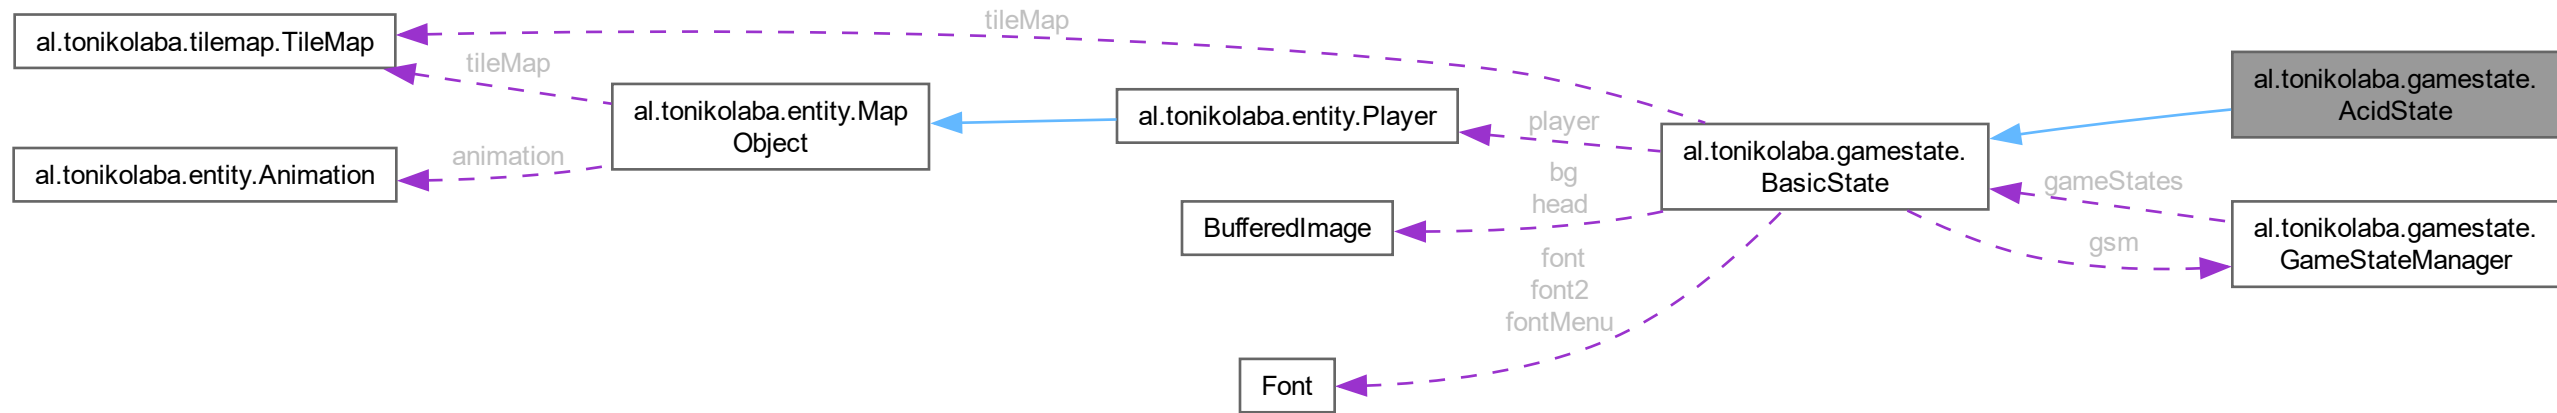 tileMap
al.tonikolaba.tilemap.TileMap
tileMap
al.tonikolaba.entity.Map
Object
animation
al.tonikolaba.entity.Animation
al.tonikolaba.entity.Player
player
bg
head
BufferedImage
font
font2
fontMenu
Font
al.tonikolaba.gamestate.
BasicState
al.tonikolaba.gamestate.
AcidState
gameStates
gsm
al.tonikolaba.gamestate.
GameStateManager